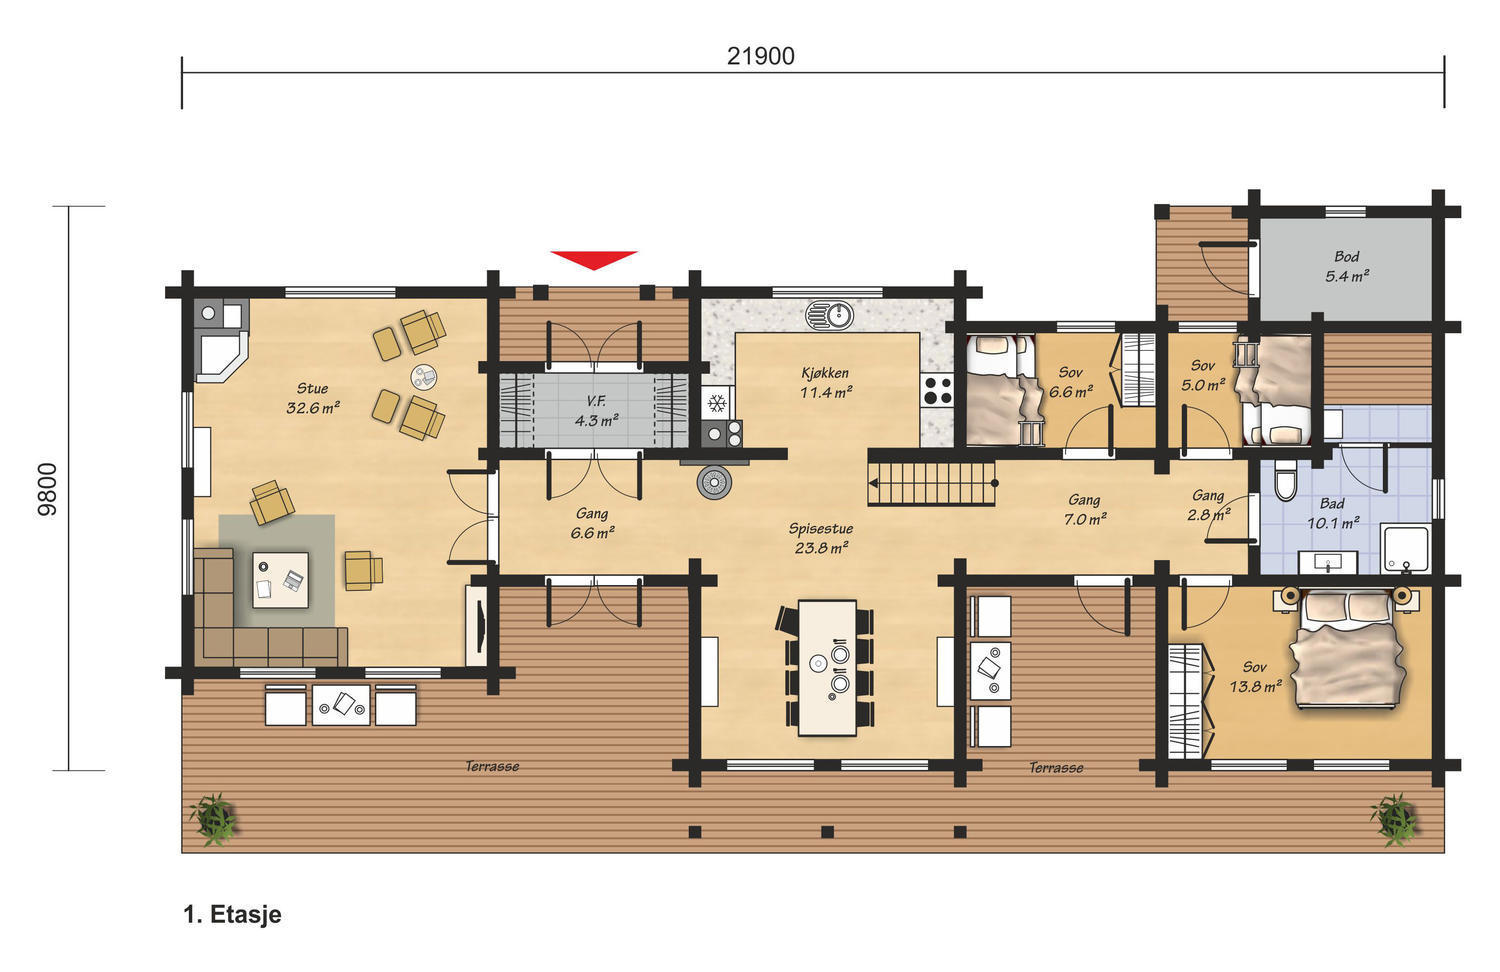 21900
9800
Bod
5.4 m²
Stue
32.6 m²
V.F.
4.3 m²
Kjøkken
11.4 m²
Sov
6.6 m²
Sov
5.0 m²
Gang
6.6 m²
Spisestue
23.8 m²
Gang
7.0 m²
Gang
2.8 m²
Bad
10.1 m²
Sov
13.8 m²
Terrasse
Terrasse
1. Etasje